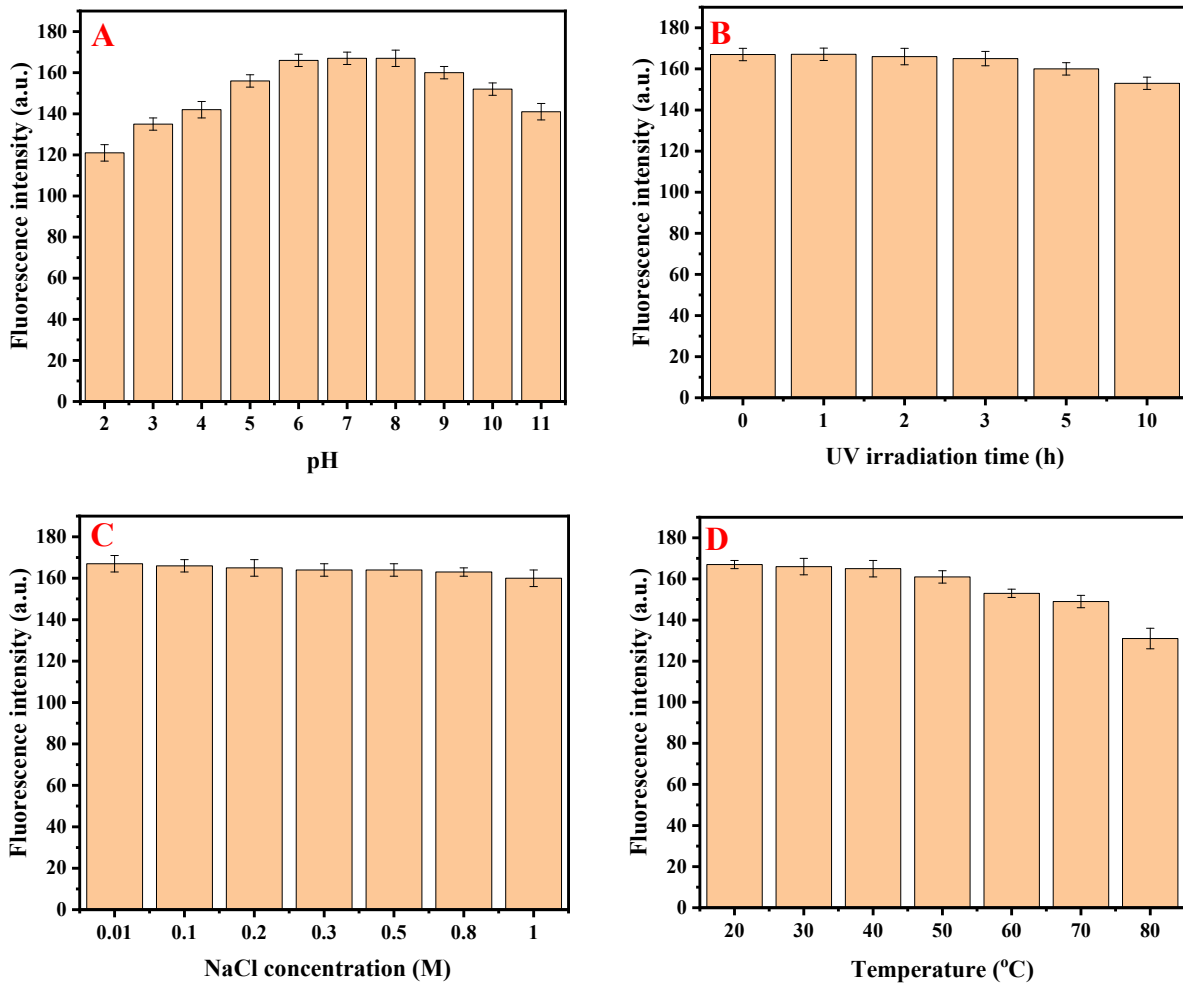 A
Fluorescence intensity (a.u.)
180
160
140
120
100
80
60
40
20
0
2 3 4 5 6 7 8 9 10 11
pH
B
Fluorescence intensity (a.u.)
180
160
140
120
100
80
60
40
20
0
0 1 2 3 5 10
UV irradiation time (h)
C
Fluorescence intensity (a.u.)
180
160
140
120
100
80
60
40
20
0
0.01 0.1 0.2 0.3 0.5 0.8 1
NaCl concentration (M)
D
Fluorescence intensity (a.u.)
180
160
140
120
100
80
60
40
20
0
20 30 40 50 60 70 80
Temperature (°C)